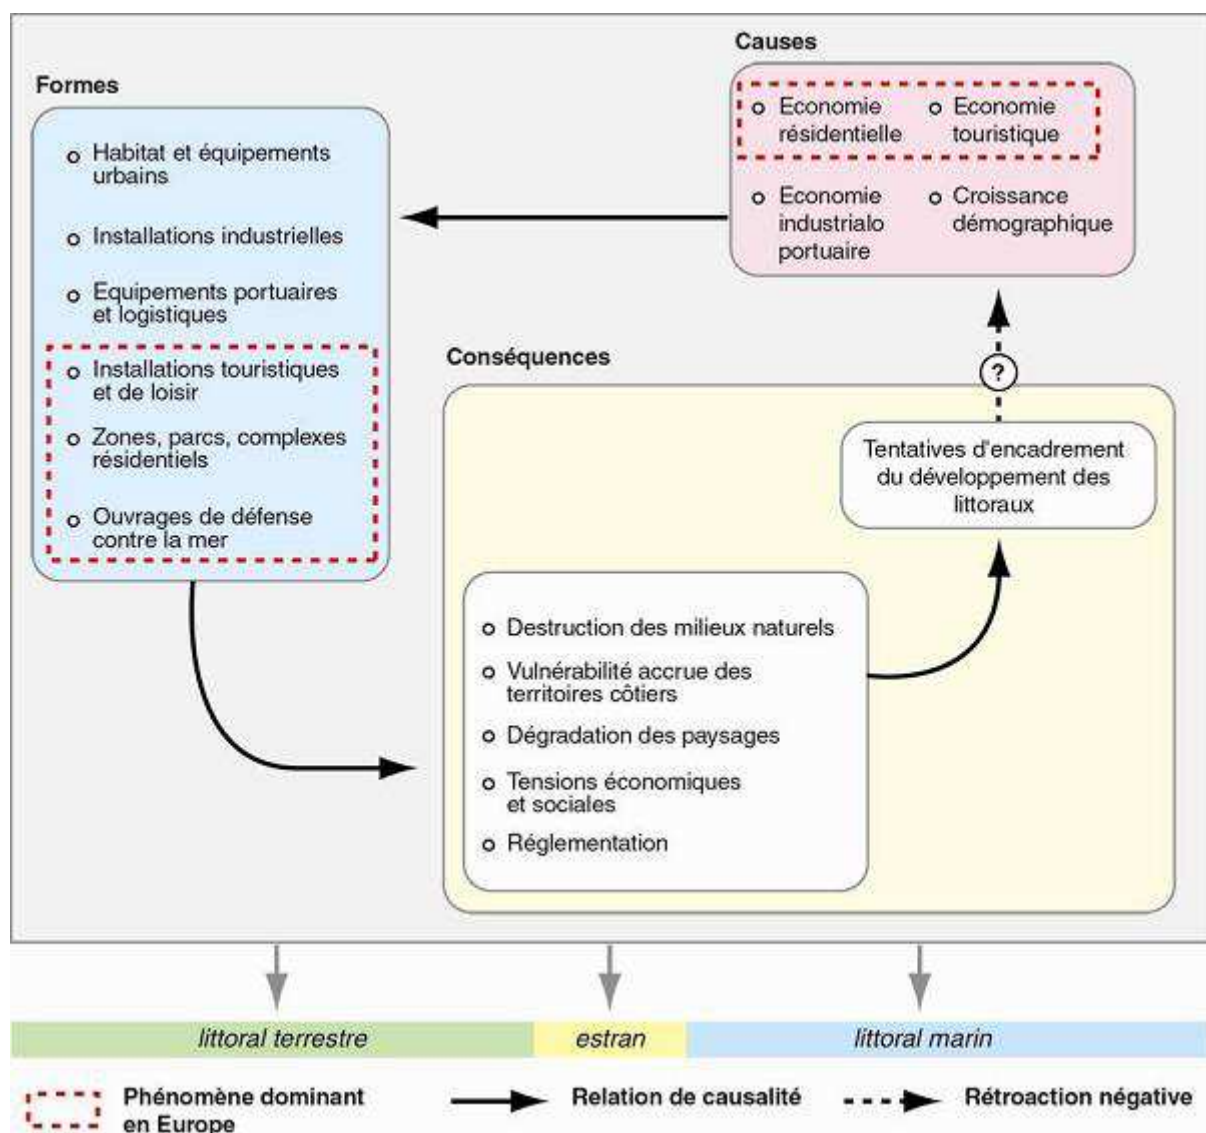 Causes
Economie
résidentielle
Economie
touristique
Economie
industrialo
portuaire
Croissance
démographique
Formes
Habitat et équipements
urbains
Installations industrielles
Equipements portuaires
et logistiques
Installations touristiques
et de loisir
Zones, parcs, complexes
résidentiels
Ouvrages de défense
contre la mer
Conséquences
?
Tentatives d'encadrement
du développement des
littoraux
Destruction des milieux naturels
Vulnérabilité accrue des
territoires côtiers
Dégradation des paysages
Tensions économiques
et sociales
Réglementation
littoral terrestre
estran
littoral marin
Phénomène dominant
en Europe
Relation de causalité
Rétroaction négative